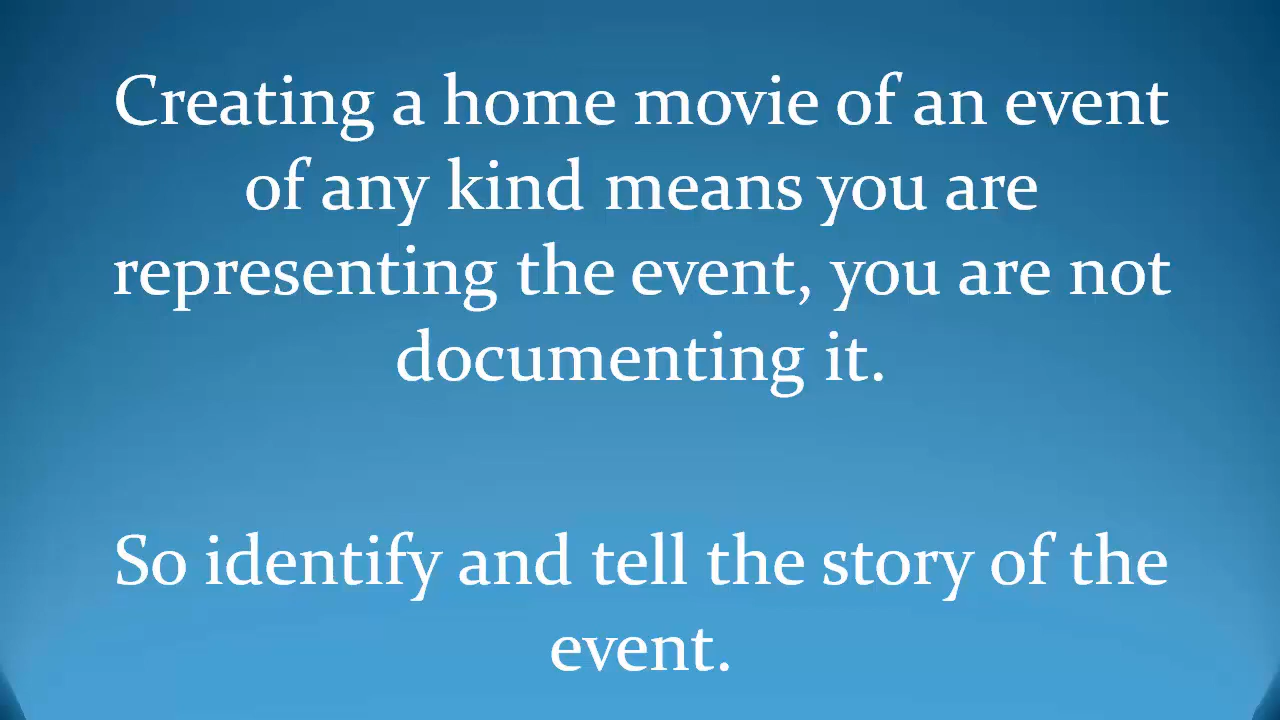 Creating a home movie of an event
of any kind means you are
representing the event, you are not
documenting it.
So identify and tell the story of the
event.